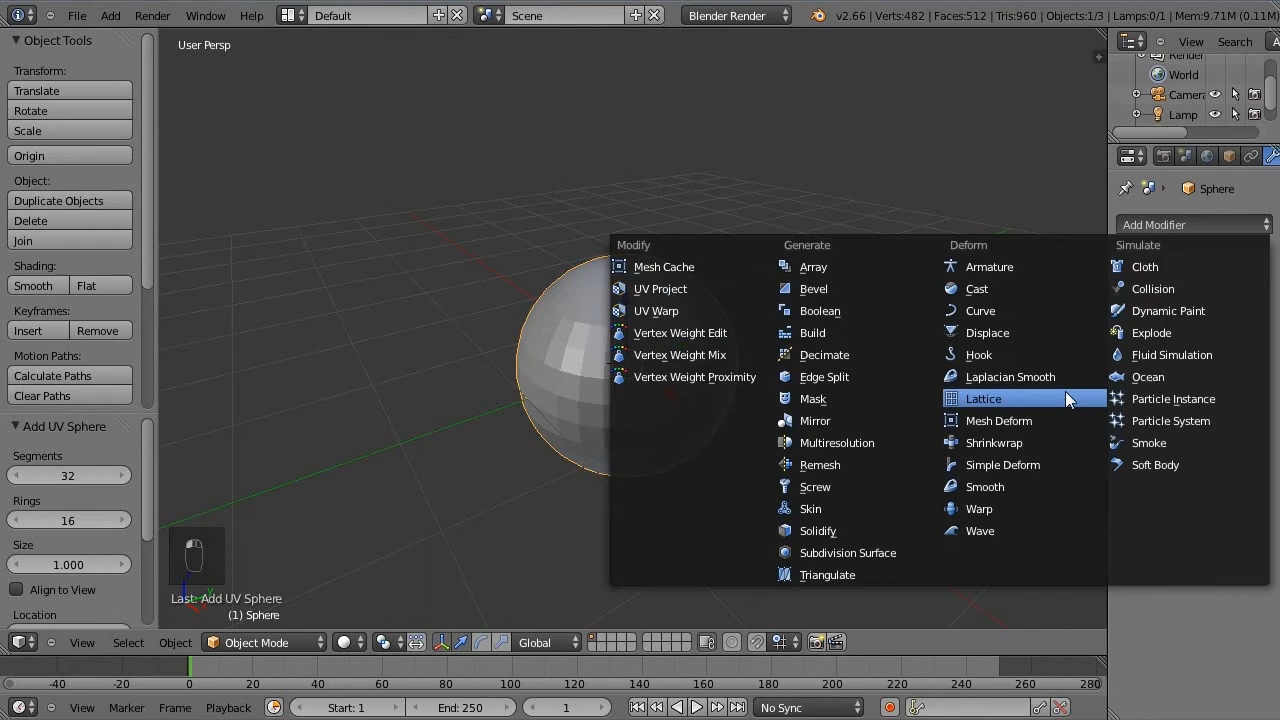 File Add Render Window Help Default Scene Blender Render v2.66 | Verts:482 | Faces:512 | Tris:960 | Objects:1/3 | Lamps:0/1 | Mem:9.71M (0.11M)
Object Tools
Transform:
Translate
Rotate
Scale
Origin
Object:
Duplicate Objects
Delete
Join
Shading:
Smooth Flat
Keyframes:
Insert Remove
Motion Paths:
Calculate Paths
Clear Paths
Add UV Sphere
Segments
32
Rings
16
Size
1.000
Align to View
Location
User Persp
Last: Add UV Sphere
(1) Sphere
Modify
Mesh Cache
UV Project
UV Warp
Vertex Weight Edit
Vertex Weight Mix
Vertex Weight Proximity
Generate
Array
Bevel
Boolean
Build
Decimate
Edge Split
Mask
Mirror
Multiresolution
Remesh
Screw
Skin
Solidify
Subdivision Surface
Triangulate
Deform
Armature
Cast
Curve
Displace
Hook
Laplacian Smooth
Lattice
Mesh Deform
Shrinkwrap
Simple Deform
Smooth
Warp
Wave
Simulate
Cloth
Collision
Dynamic Paint
Explode
Fluid Simulation
Ocean
Particle Instance
Particle System
Smoke
Soft Body
View Search
Render
World
Camera
Lamp
Sphere
Add Modifier
View Select Object Object Mode Global
-40 -20 0 20 40 60 80 100 120 140 160 180 200 220 240 260 280
View Marker Frame Playback Start: 1 End: 250 1 No Sync